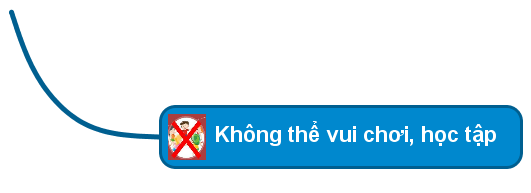 Không thể vui chơi, học tập